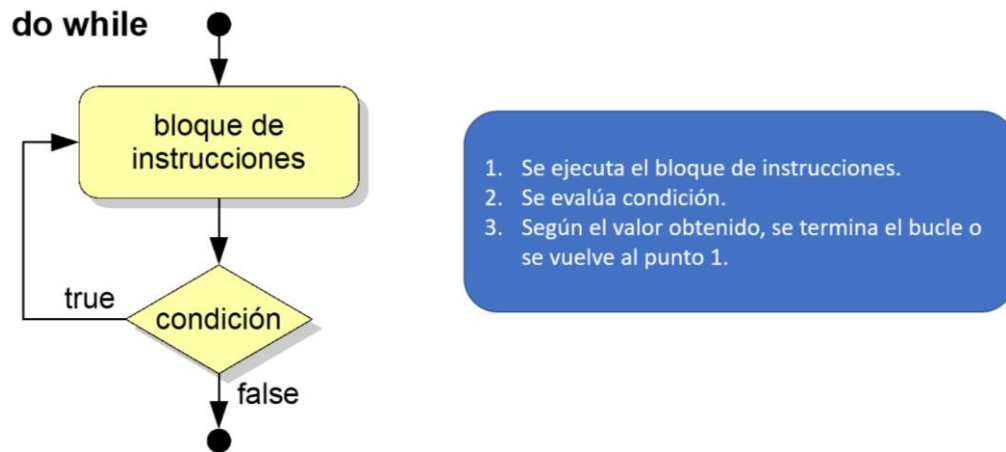 do while
bloque de
instrucciones
condición
true
false
1. Se ejecuta el bloque de instrucciones.
2. Se evalúa condición.
3. Según el valor obtenido, se termina el bucle o
se vuelve al punto 1.